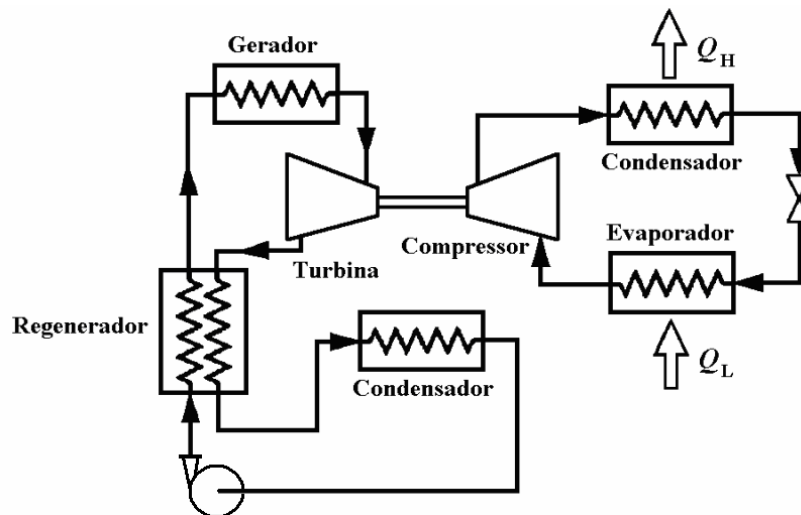 Gerador
Q_H
Condensador
Evaporador
Compressor
Turbina
Regenerador
Condensador
Q_L